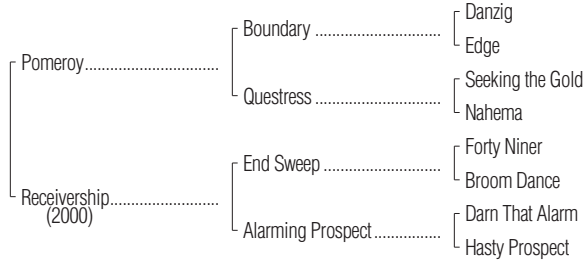 Danzig
Boundary
Edge
Pomeroy
Seeking the Gold
Questress
Nahema
Forty Niner
End Sweep
Broom Dance
Receivership
(2000)
Darn That Alarm
Alarming Prospect
Hasty Prospect